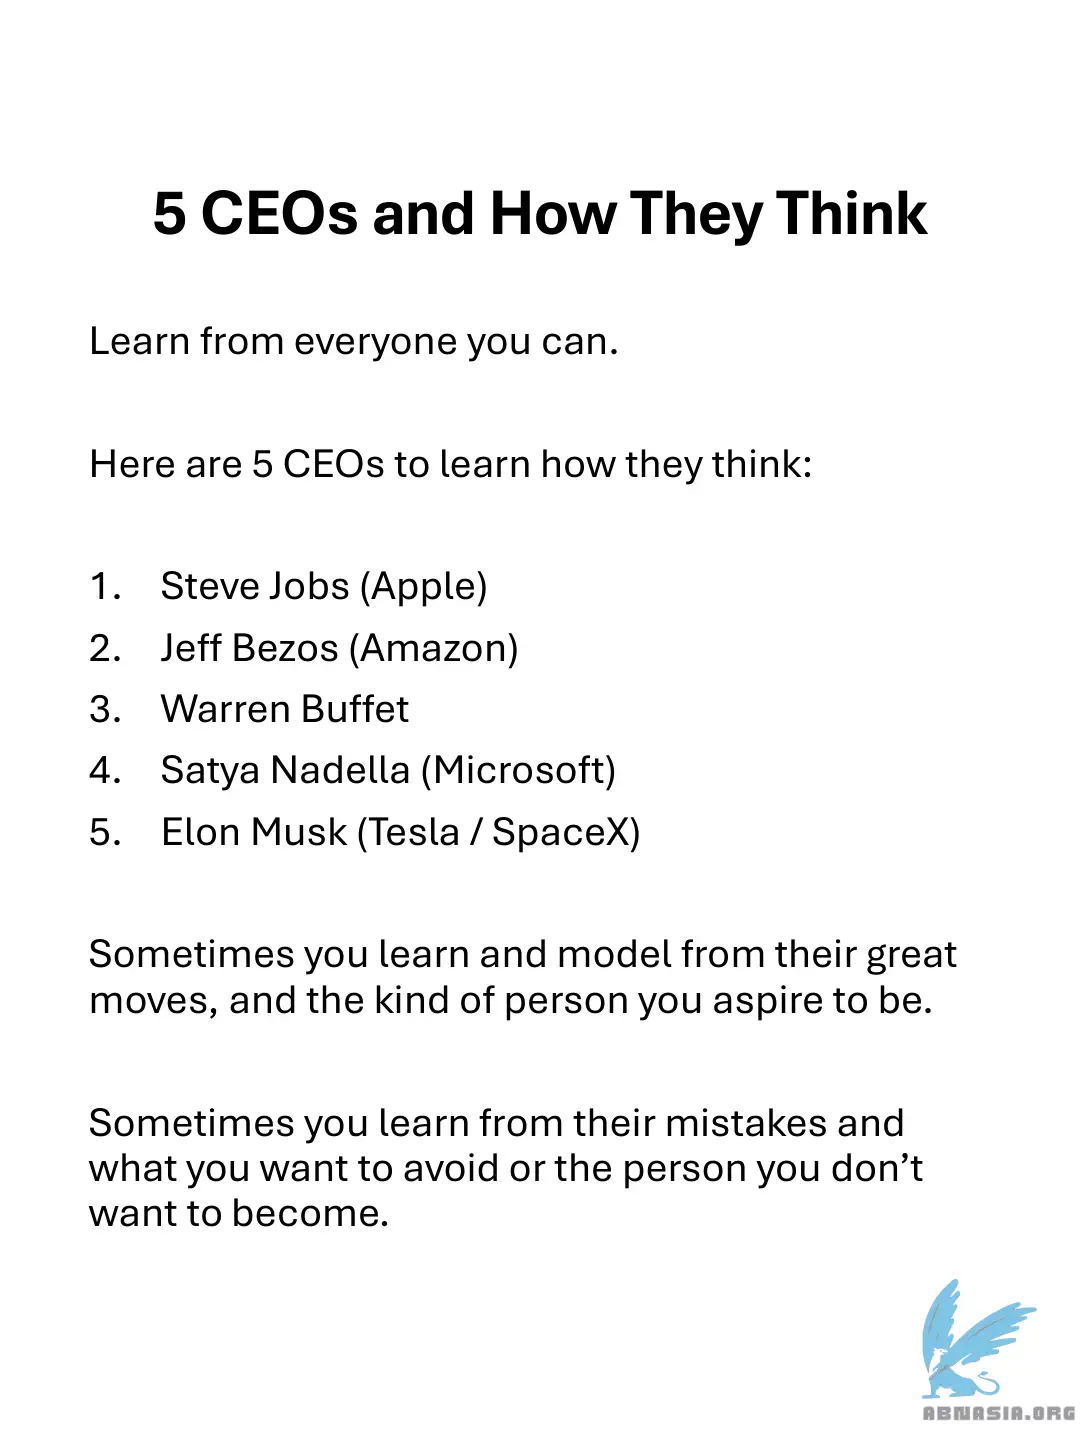 5 CEOs and How They Think
Learn from everyone you can.
Here are 5 CEOs to learn how they think:
1. Steve Jobs (Apple)
2. Jeff Bezos (Amazon)
3. Warren Buffet
4. Satya Nadella (Microsoft)
5. Elon Musk (Tesla / SpaceX)
Sometimes you learn and model from their great
moves, and the kind of person you aspire to be.
Sometimes you learn from their mistakes and
what you want to avoid or the person you don’t
want to become.
ABNASIA.ORG